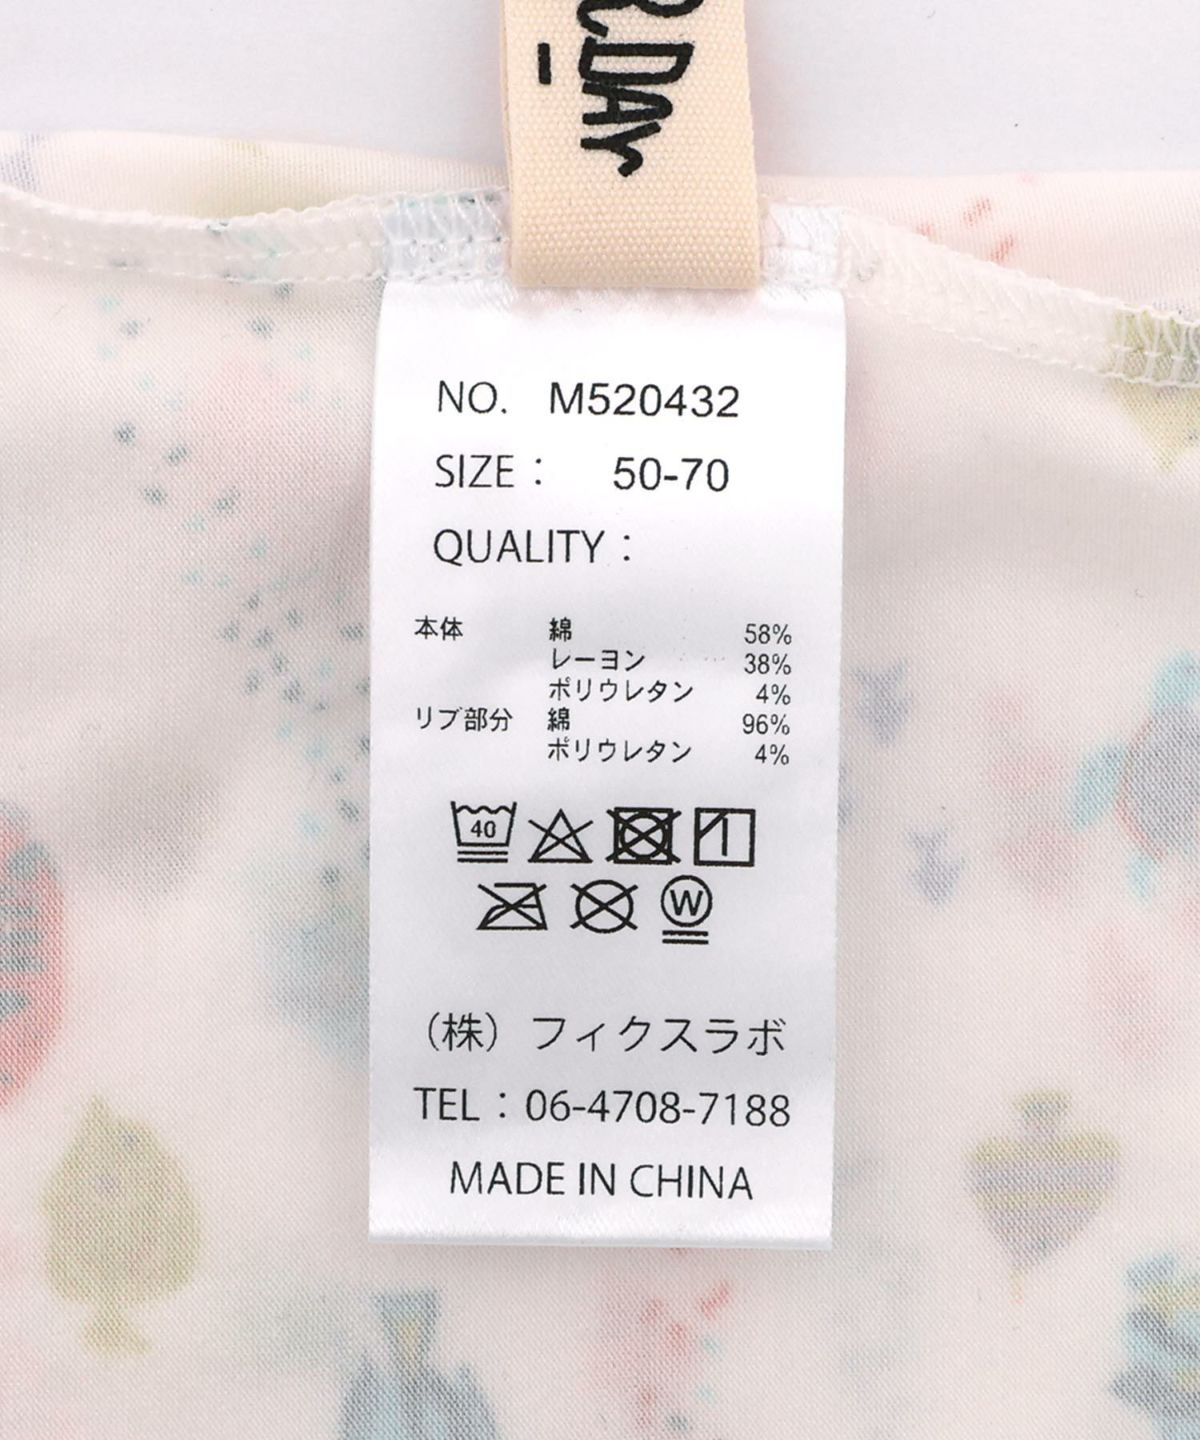 DAY
NO. M520432
SIZE : 50-70
QUALITY :
本体 綿 58%
レーヨン 38%
ポリウレタン 4%
リブ部分 綿 96%
ポリウレタン 4%
40
W
（株）フィクスラボ
TEL : 06-4708-7188
MADE IN CHINA